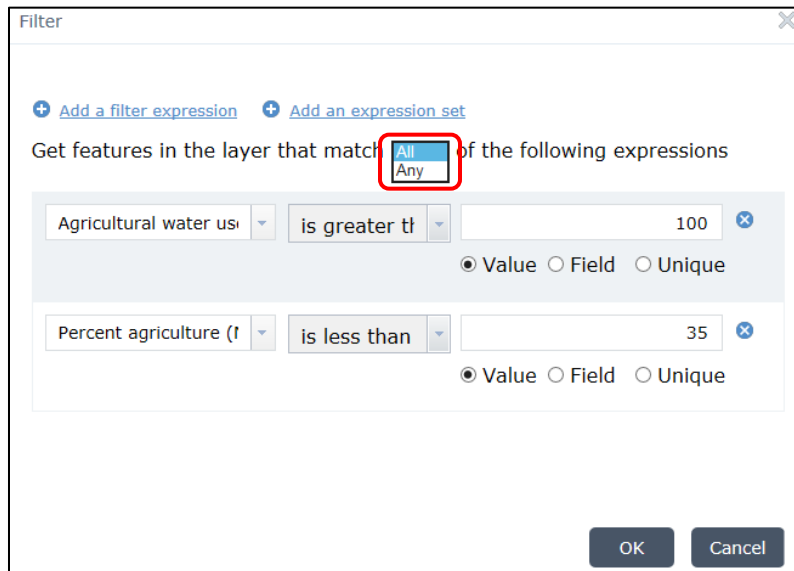 Filter
Add a filter expression Add an expression set
Get features in the layer that match All of the following expressions
Any
Agricultural water use is greater th 100
Value Field Unique
Percent agriculture (N is less than 35
Value Field Unique
OK Cancel